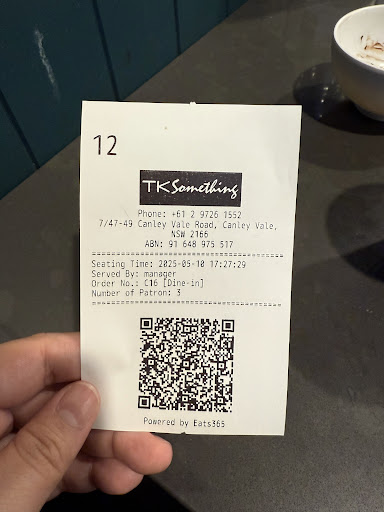 12
TK Something
Phone: +61 2 9726 1552
7/47-49 Canley Vale Road, Canley Vale,
NSW 2166
ABN: 91 648 975 517
Seating Time: 2025-05-10 17:27:29
Served By: manager
Order No.: C16 [Dine-in]
Number of Patron: 3
Powered by Eats365